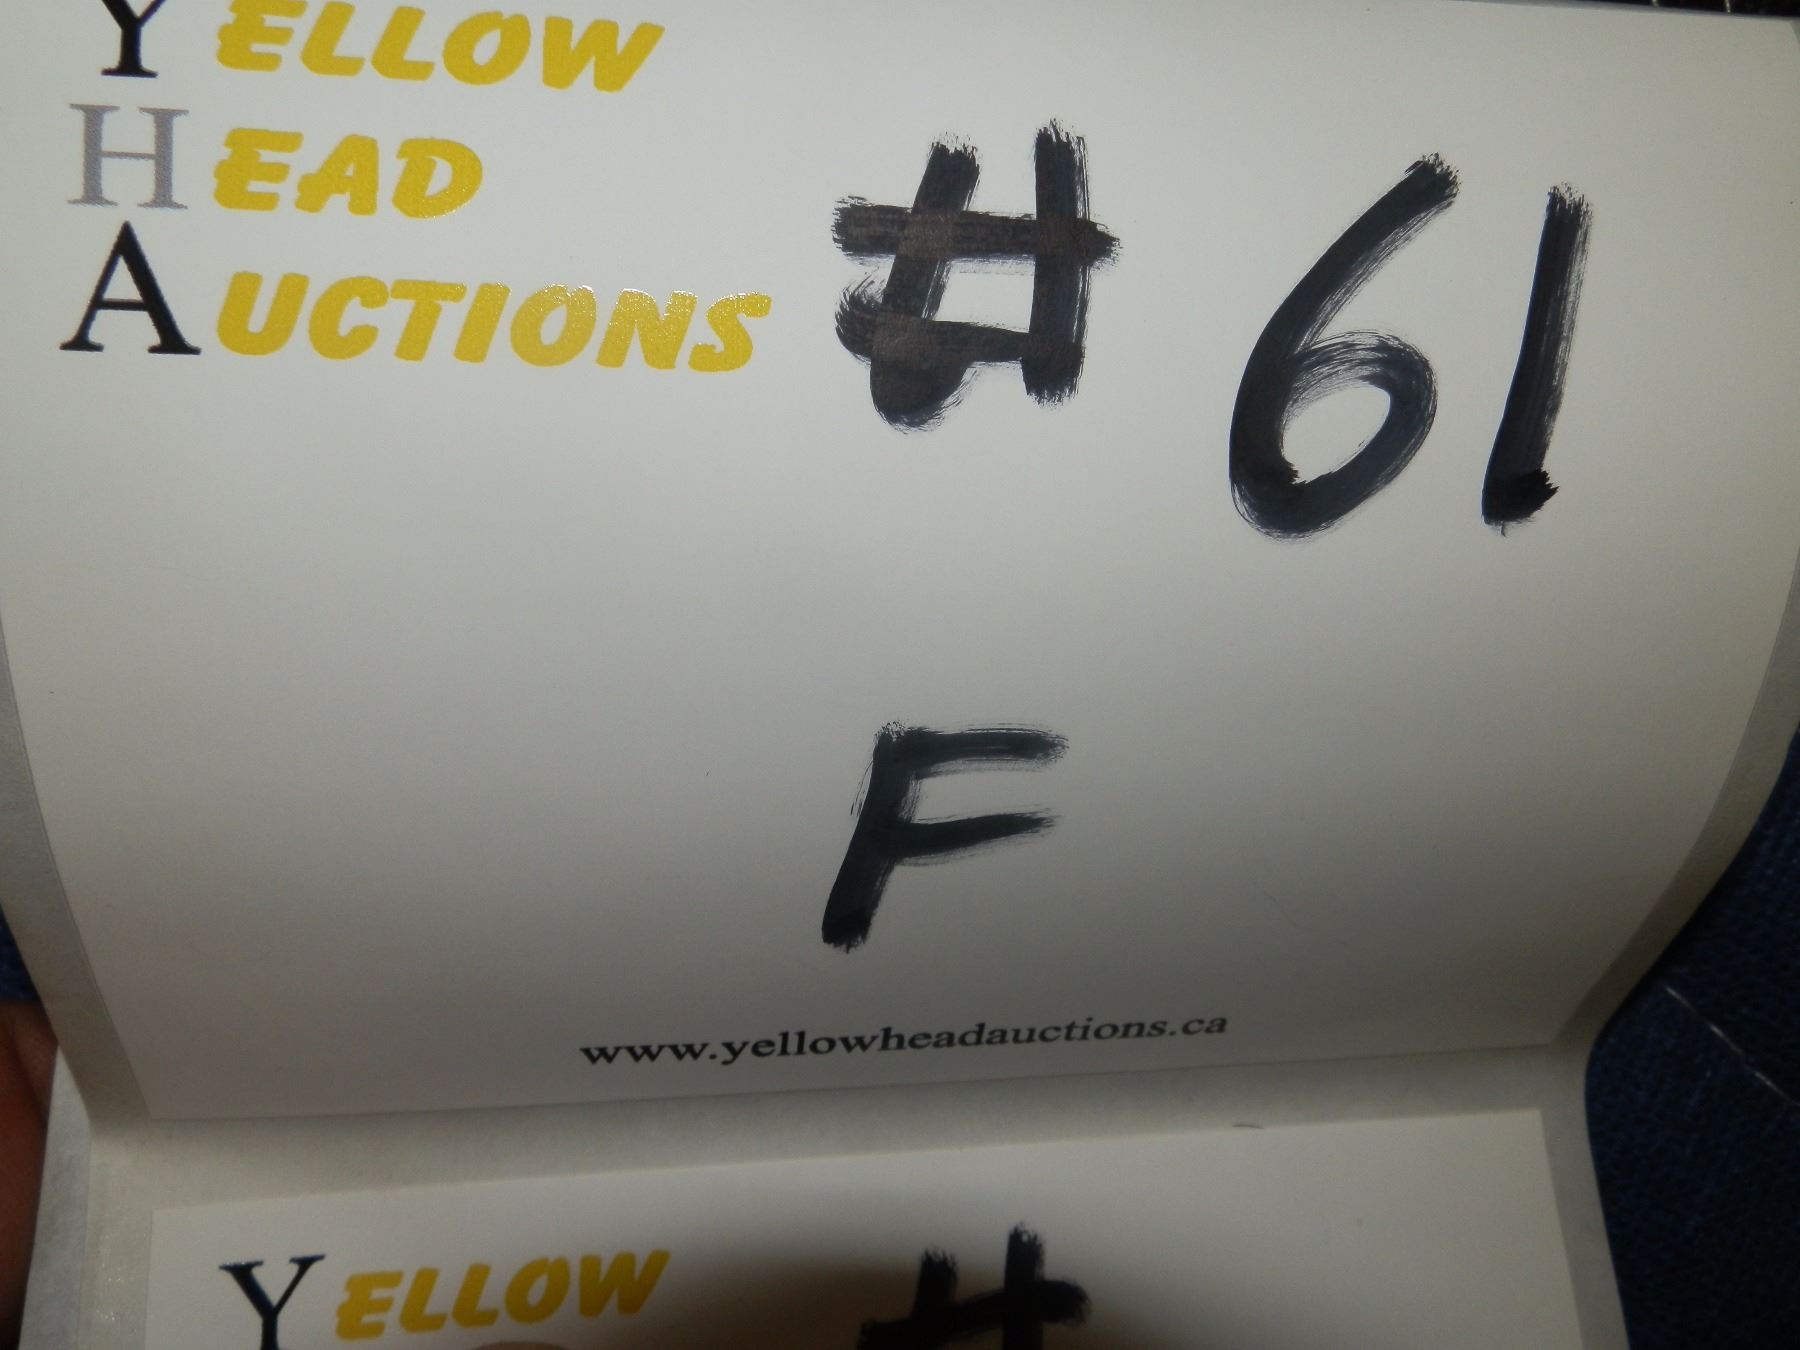 YELLOW
HEAD
AUCTIONS
# 61
F
www.yellowheadauctions.ca
YELLOW
#